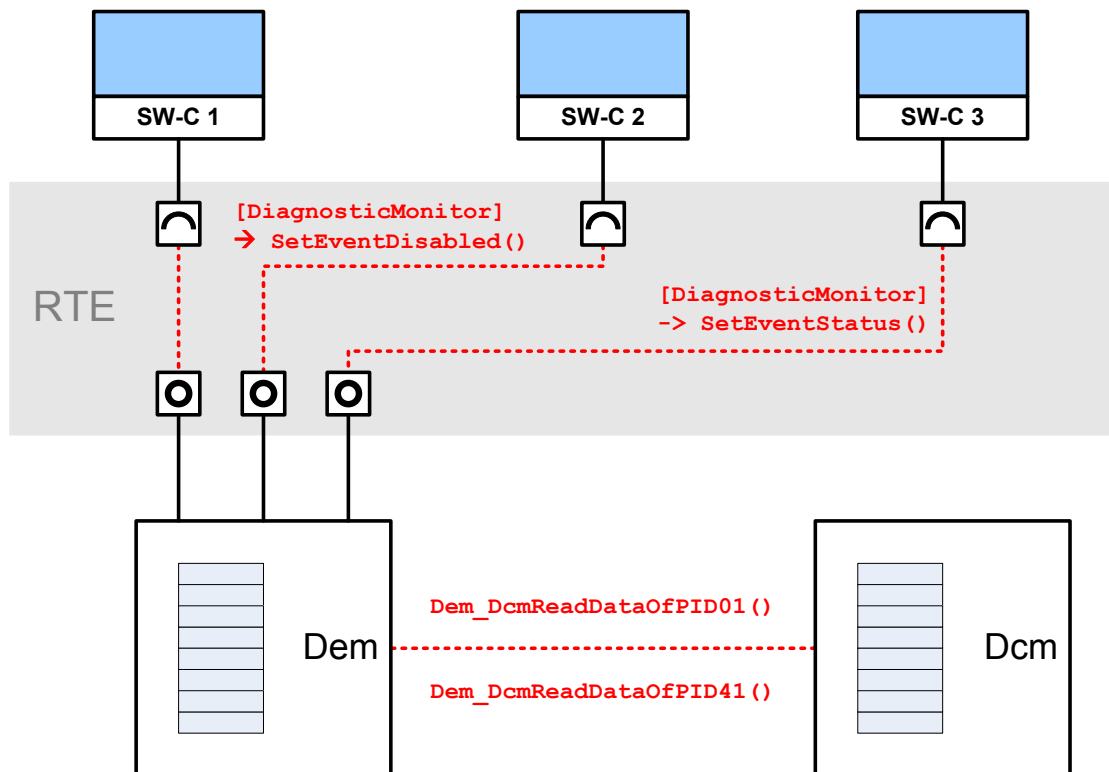 SW-C 1
SW-C 2
SW-C 3
[DiagnosticMonitor]
→ SetEventDisabled()
[DiagnosticMonitor]
-> SetEventStatus()
RTE
Dem_DcmReadDataOfPID01()
Dem
Dcm
Dem_DcmReadDataOfPID41()